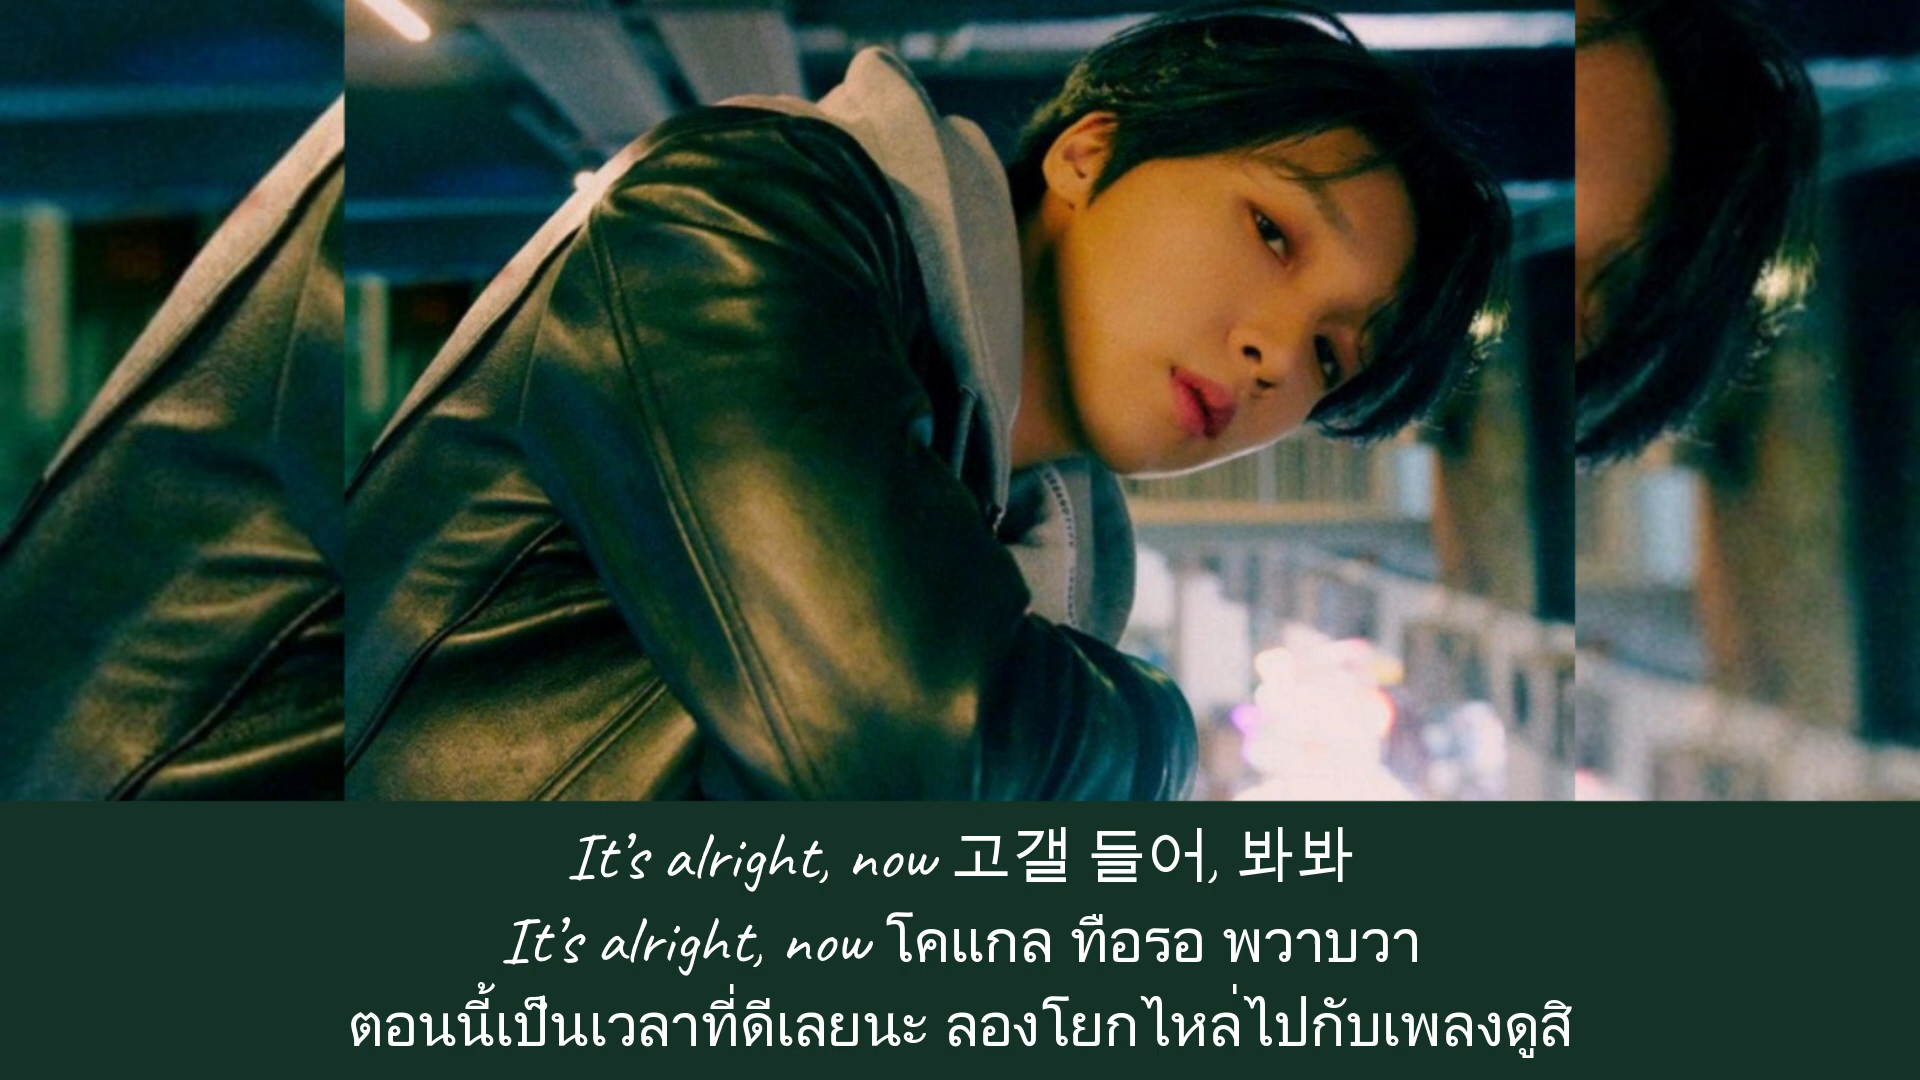 It's alright, now 고갤 들어, 봐봐
It's alright, now โคแกล ทือรอ พวาบวา
ตอนนี้เป็นเวลาที่ดีเลยนะ ลองโยกไหล่ไปกับเพลงดูสิ